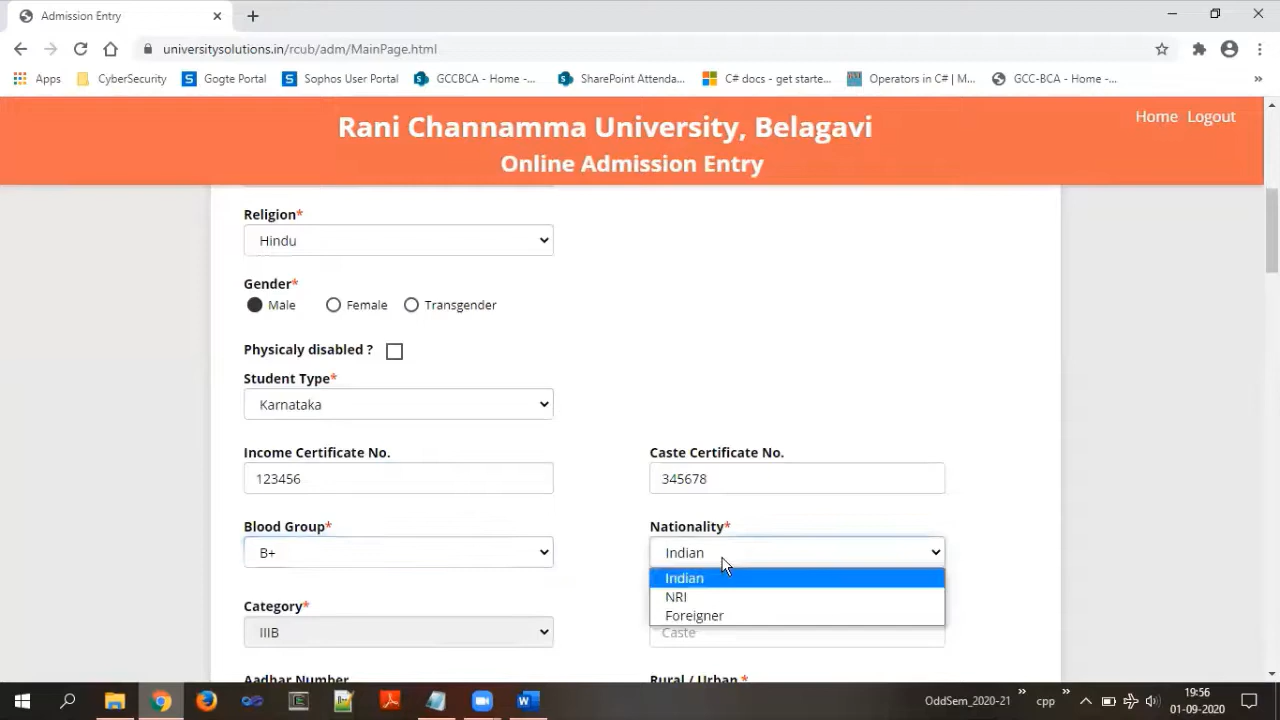 Admission Entry
universitysolutions.in/rcub/adm/MainPage.html
Apps CyberSecurity Gogte Portal Sophos User Portal GCCBCA - Home -... SharePoint Attenda... C# docs - get starte... Operators in C# | M... GCC-BCA - Home -... »
Rani Channamma University, Belagavi
Home Logout
Online Admission Entry
Religion*
Hindu
Gender*
Male Female Transgender
Physicaly disabled ?
Student Type*
Karnataka
Income Certificate No. Caste Certificate No.
123456 345678
Blood Group* Nationality*
B+ Indian
Indian
NRI
Foreigner
Category*
IIIB Caste
Aadhar Number Rural / Urban *
OddSem_2020-21 » cpp » 19:56
01-09-2020